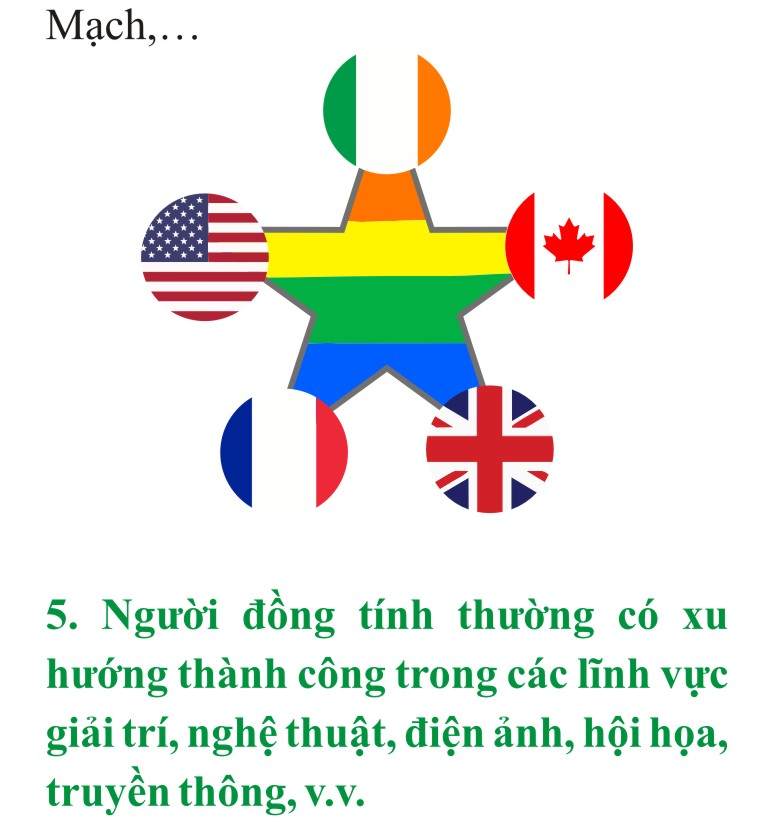 Mạch,…
5. Người đồng tính thường có xu
hướng thành công trong các lĩnh vực
giải trí, nghệ thuật, điện ảnh, hội họa,
truyền thông, v.v.